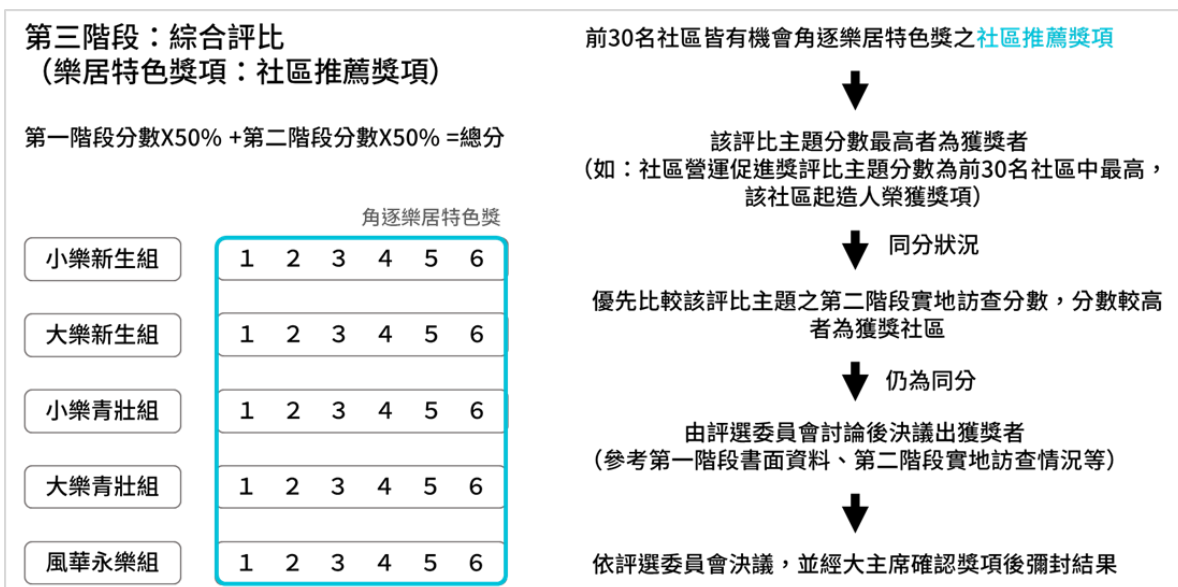 第三階段：綜合評比
（樂居特色獎項：社區推薦獎項）
第一階段分數X50% +第二階段分數X50% =總分
角逐樂居特色獎
小樂新生組 1 2 3 4 5 6
大樂新生組 1 2 3 4 5 6
小樂青壯組 1 2 3 4 5 6
大樂青壯組 1 2 3 4 5 6
風華永樂組 1 2 3 4 5 6
前30名社區皆有機會角逐樂居特色獎之社區推薦獎項
該評比主題分數最高者為獲獎者
（如：社區營運促進獎評比主題分數為前30名社區中最高，
該社區起造人榮獲獎項）
同分狀況
優先比較該評比主題之第二階段實地訪查分數，分數較高
者為獲獎社區
仍為同分
由評選委員會討論後決議出獲獎者
（參考第一階段書面資料、第二階段實地訪查情況等）
依評選委員會決議，並經大主席確認獎項後彌封結果